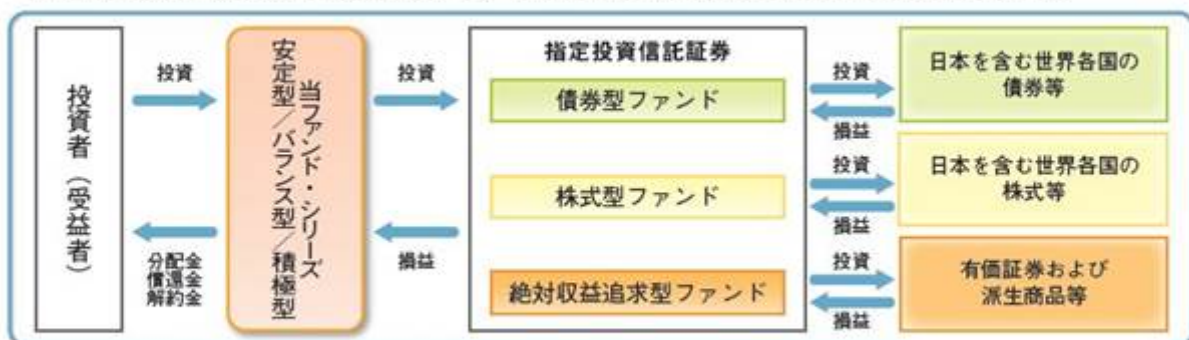 投資者（受益者）
投資
分配金
償還金
解約金
当ファンド・シリーズ
安定型／バランス型／積極型
投資
損益
指定投資信託証券
債券型ファンド
株式型ファンド
絶対収益追求型ファンド
投資
損益
投資
損益
投資
損益
日本を含む世界各国の
債券等
日本を含む世界各国の
株式等
有価証券および
派生商品等